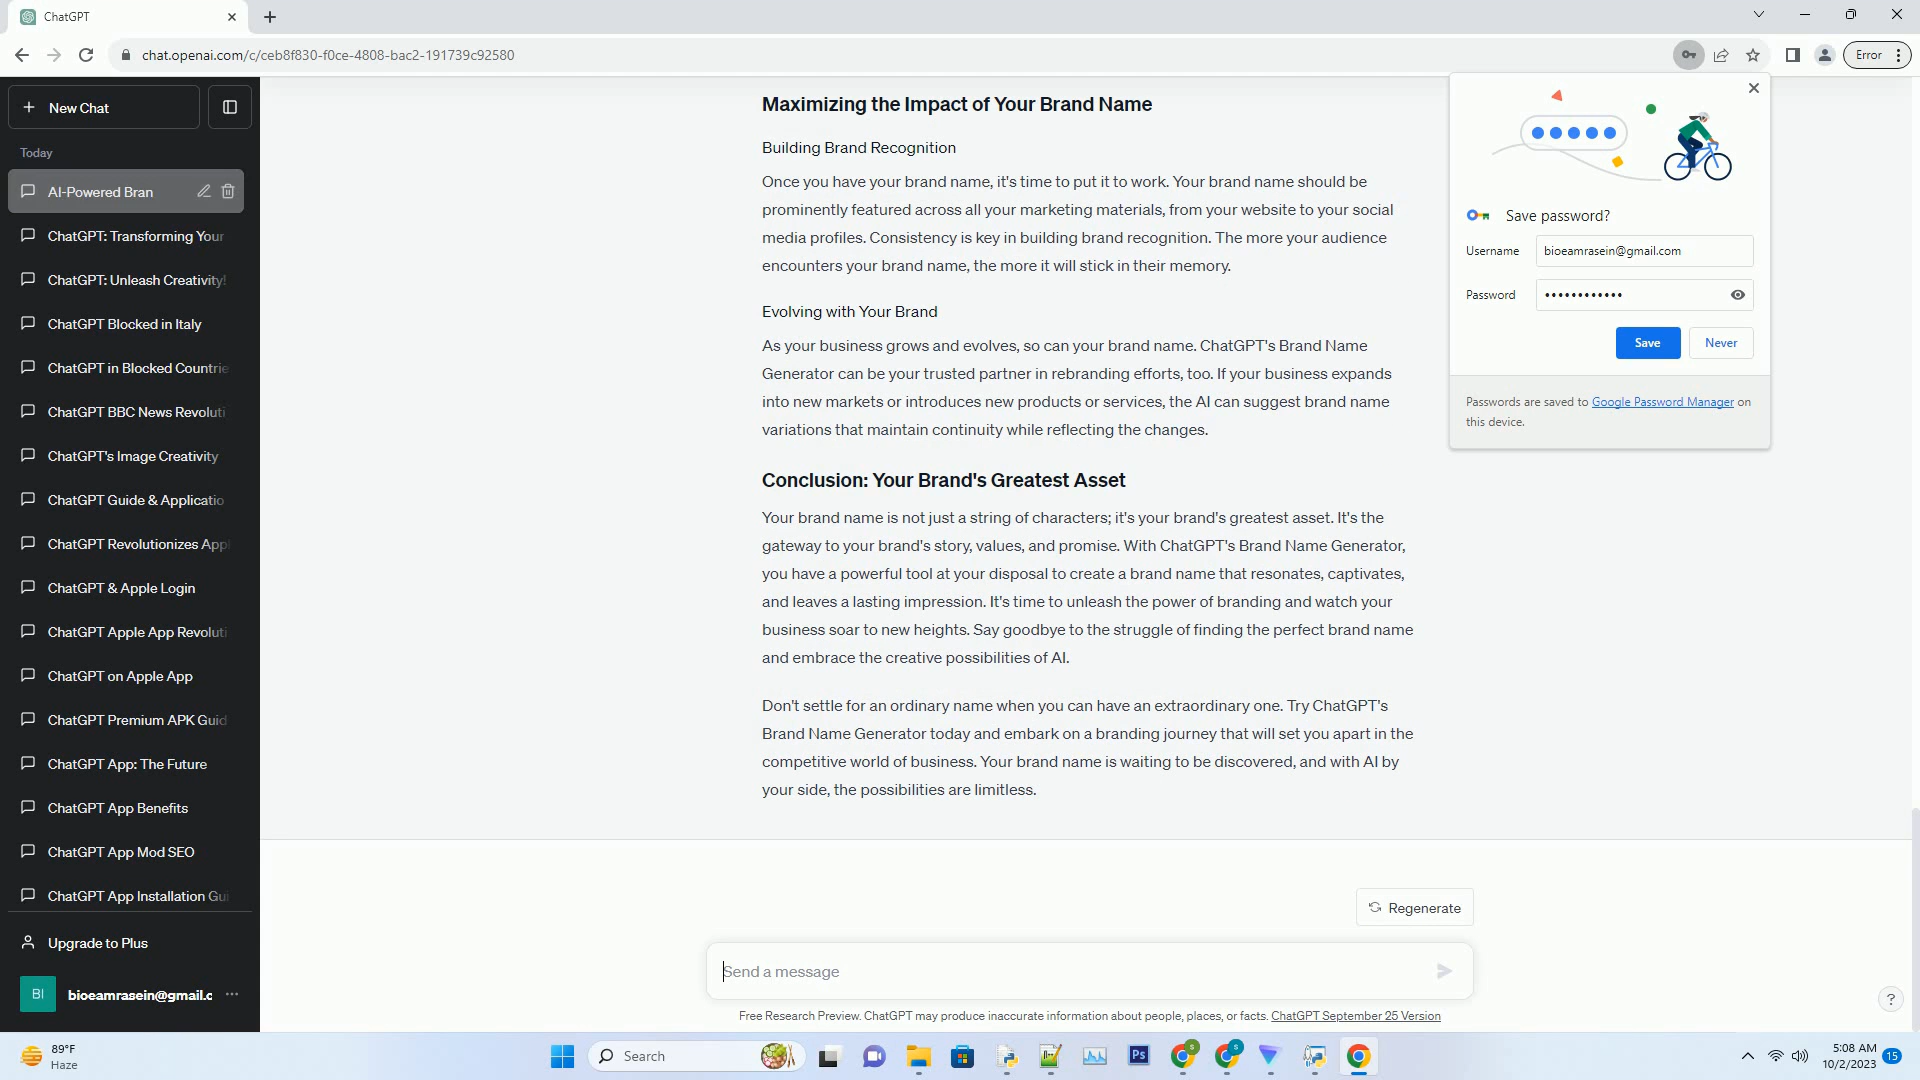 ChatGPT
chat.openai.com/c/ceb8f830-f0ce-4808-bac2-191739c92580
Error
New Chat
Today
AI-Powered Bran
ChatGPT: Transforming Your
ChatGPT: Unleash Creativity!
ChatGPT Blocked in Italy
ChatGPT in Blocked Countrie
ChatGPT BBC News Revoluti
ChatGPT's Image Creativity
ChatGPT Guide & Applicatio
ChatGPT Revolutionizes App
ChatGPT & Apple Login
ChatGPT Apple App Revoluti
ChatGPT on Apple App
ChatGPT Premium APK Guid
ChatGPT App: The Future
ChatGPT App Benefits
ChatGPT App Mod SEO
ChatGPT App Installation Gui
Upgrade to Plus
BI
bioeamrasein@gmail.c
Maximizing the Impact of Your Brand Name
Building Brand Recognition
Once you have your brand name, it's time to put it to work. Your brand name should be
prominently featured across all your marketing materials, from your website to your social
media profiles. Consistency is key in building brand recognition. The more your audience
encounters your brand name, the more it will stick in their memory.
Evolving with Your Brand
As your business grows and evolves, so can your brand name. ChatGPT's Brand Name
Generator can be your trusted partner in rebranding efforts, too. If your business expands
into new markets or introduces new products or services, the AI can suggest brand name
variations that maintain continuity while reflecting the changes.
Conclusion: Your Brand's Greatest Asset
Your brand name is not just a string of characters; it's your brand's greatest asset. It's the
gateway to your brand's story, values, and promise. With ChatGPT's Brand Name Generator,
you have a powerful tool at your disposal to create a brand name that resonates, captivates,
and leaves a lasting impression. It's time to unleash the power of branding and watch your
business soar to new heights. Say goodbye to the struggle of finding the perfect brand name
and embrace the creative possibilities of AI.
Don't settle for an ordinary name when you can have an extraordinary one. Try ChatGPT's
Brand Name Generator today and embark on a branding journey that will set you apart in the
competitive world of business. Your brand name is waiting to be discovered, and with AI by
your side, the possibilities are limitless.
Regenerate
Send a message
Free Research Preview. ChatGPT may produce inaccurate information about people, places, or facts. ChatGPT September 25 Version
?
Save password?
Username bioeamrasein@gmail.com
Password ••••••••••••
Save Never
Passwords are saved to Google Password Manager on
this device.
89°F
Haze
Search
Ps
S
S
5:08 AM
10/2/2023
15